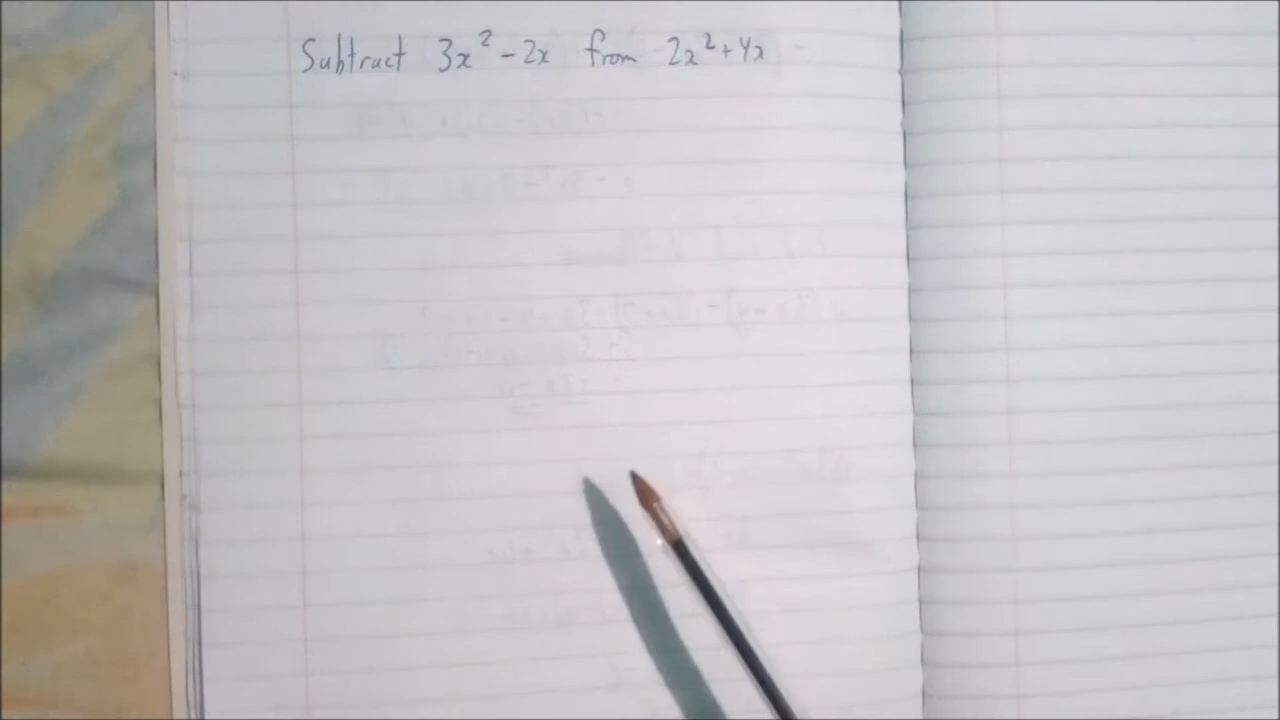 Subtract 3x² - 2x from 2x² + 4x